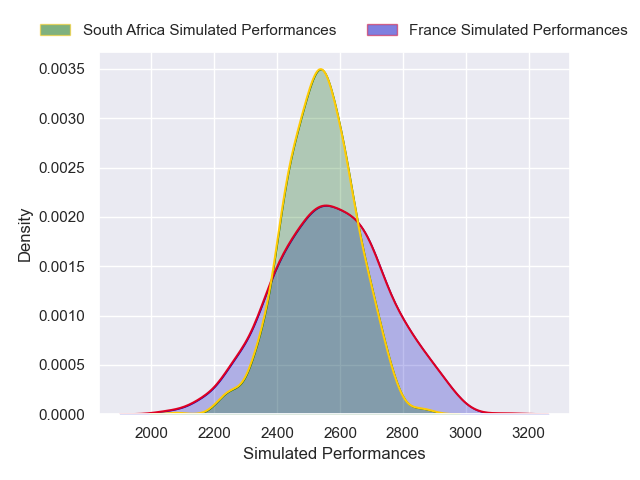 South Africa Simulated Performances France Simulated Performances
0.0035
0.0030
0.0025
0.0020
0.0015
0.0010
0.0005
0.0000
Density
2000 2200 2400 2600 2800 3000 3200
Simulated Performances